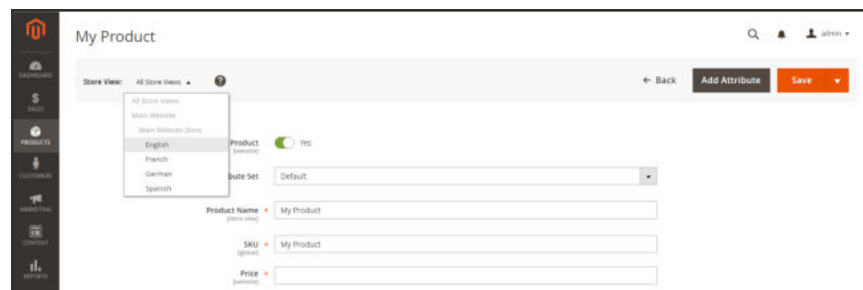 My Product
admin
DASHBOARD
Store View: All Store Views
← Back
Add Attribute
Save
SALES
All Store Views
Main Website
Main Website Store
English
French
German
Spanish
PRODUCTS
Product
[website]
Yes
CUSTOMERS
bute Set
Default
MARKETING
Product Name *
[store view]
My Product
CONTENT
SKU *
[global]
My Product
REPORTS
Price *
[website]